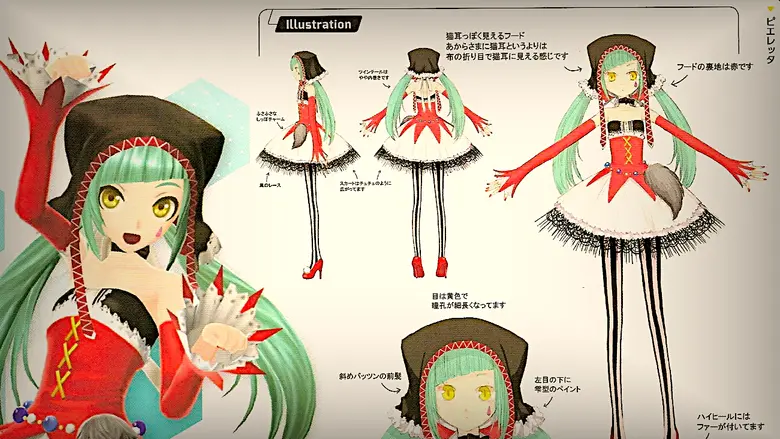 Illustration
ピエレッタ
猫耳っぽく見えるフード
あからさまに猫耳というよりは
布の折り目で猫耳に見える感じです
フードの裏地は赤です
ツインテールは
やや内巻きです
ふさふさな
しっぽチャーム
黒のレース
スカートはチュチュのように
広がってます
目は黄色で
瞳孔が細長くなってます
斜めパッツンの前髪
左目の下に
雫型のペイント
ハイヒールには
ファーが付いてます